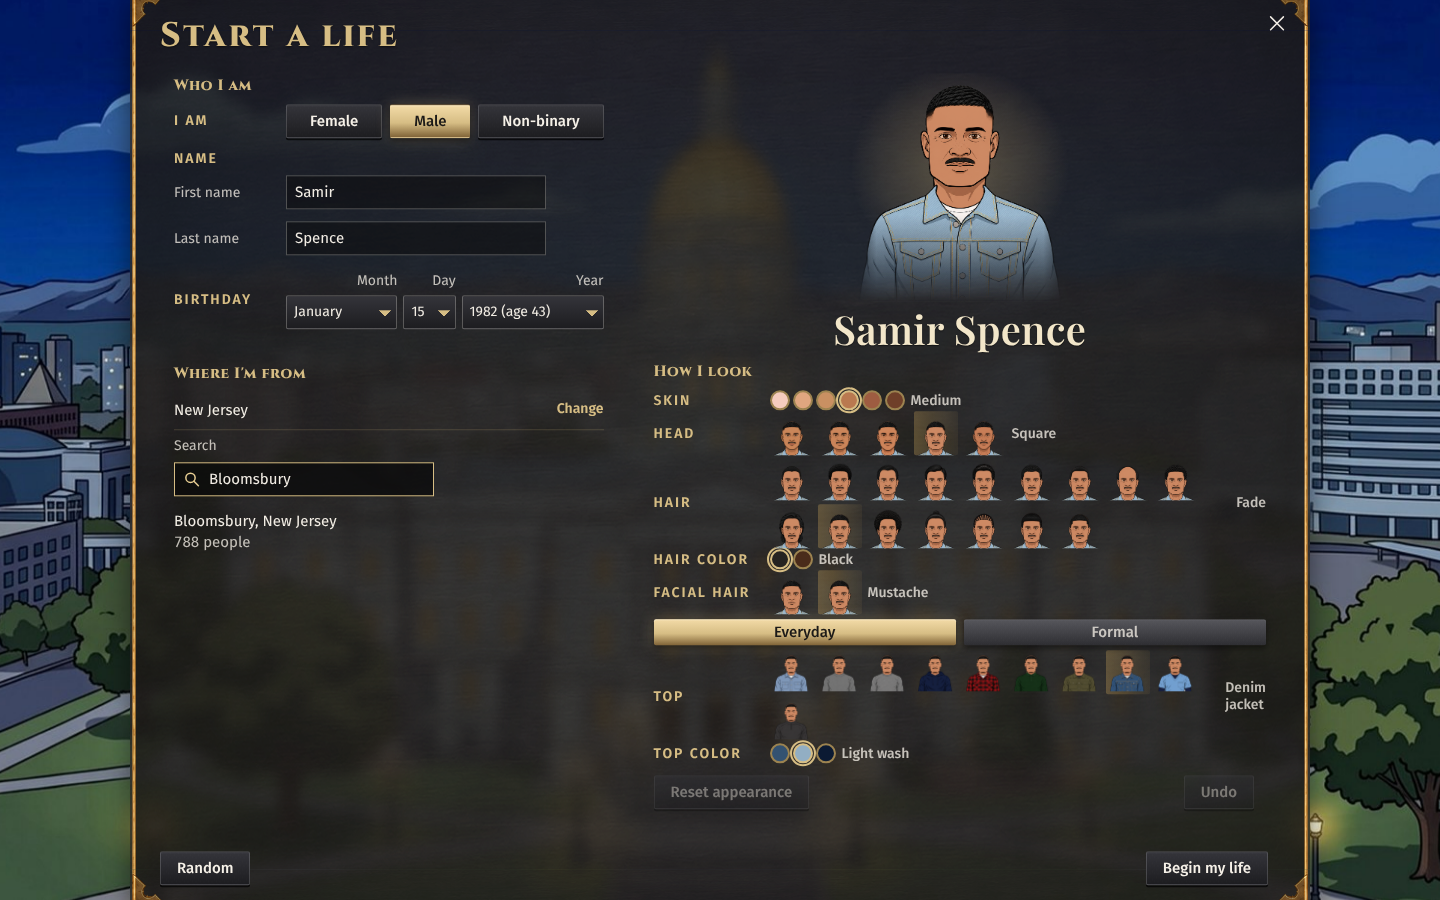 Start a life
Who I am
I AM
Female
Male
Non-binary
NAME
First name
Samir
Last name
Spence
Month
Day
Year
BIRTHDAY
January
15
1982 (age 43)
Where I'm from
New Jersey
Change
Search
Bloomsbury
Bloomsbury, New Jersey
788 people
Random
Samir Spence
How I look
SKIN
Medium
HEAD
Square
HAIR
Fade
HAIR COLOR
Black
FACIAL HAIR
Mustache
Everyday
Formal
TOP
Denim
jacket
TOP COLOR
Light wash
Reset appearance
Undo
Begin my life